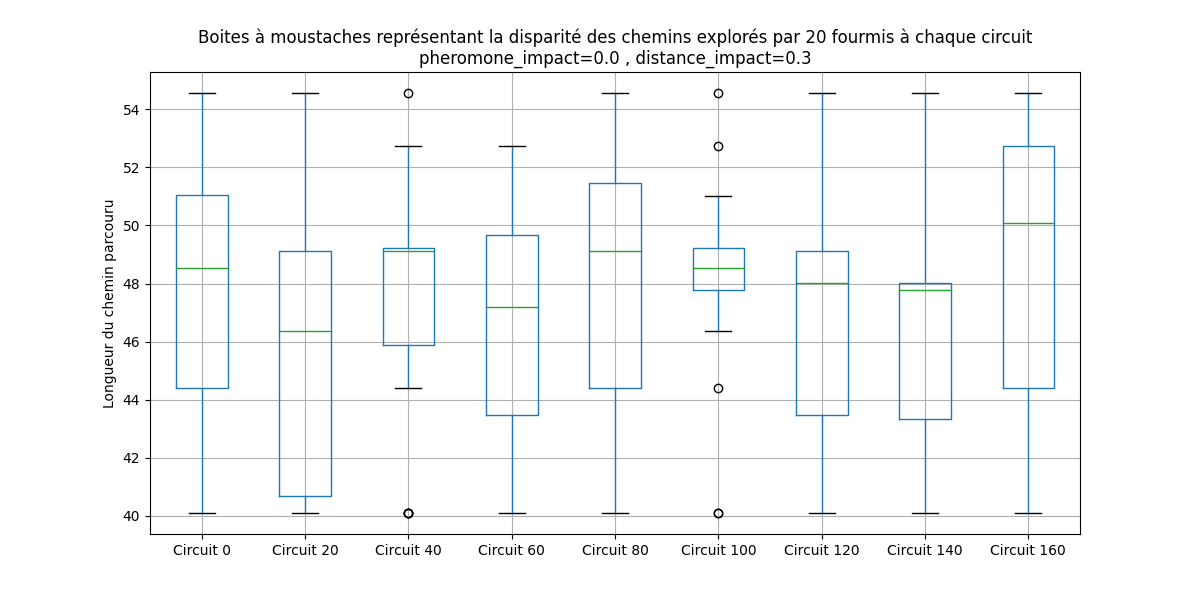 Boites à moustaches représentant la disparité des chemins explorés par 20 fourmis à chaque circuit
pheromone_impact=0.0 , distance_impact=0.3
Longueur du chemin parcouru
54
52
50
48
46
44
42
40
Circuit 0
Circuit 20
Circuit 40
Circuit 60
Circuit 80
Circuit 100
Circuit 120
Circuit 140
Circuit 160